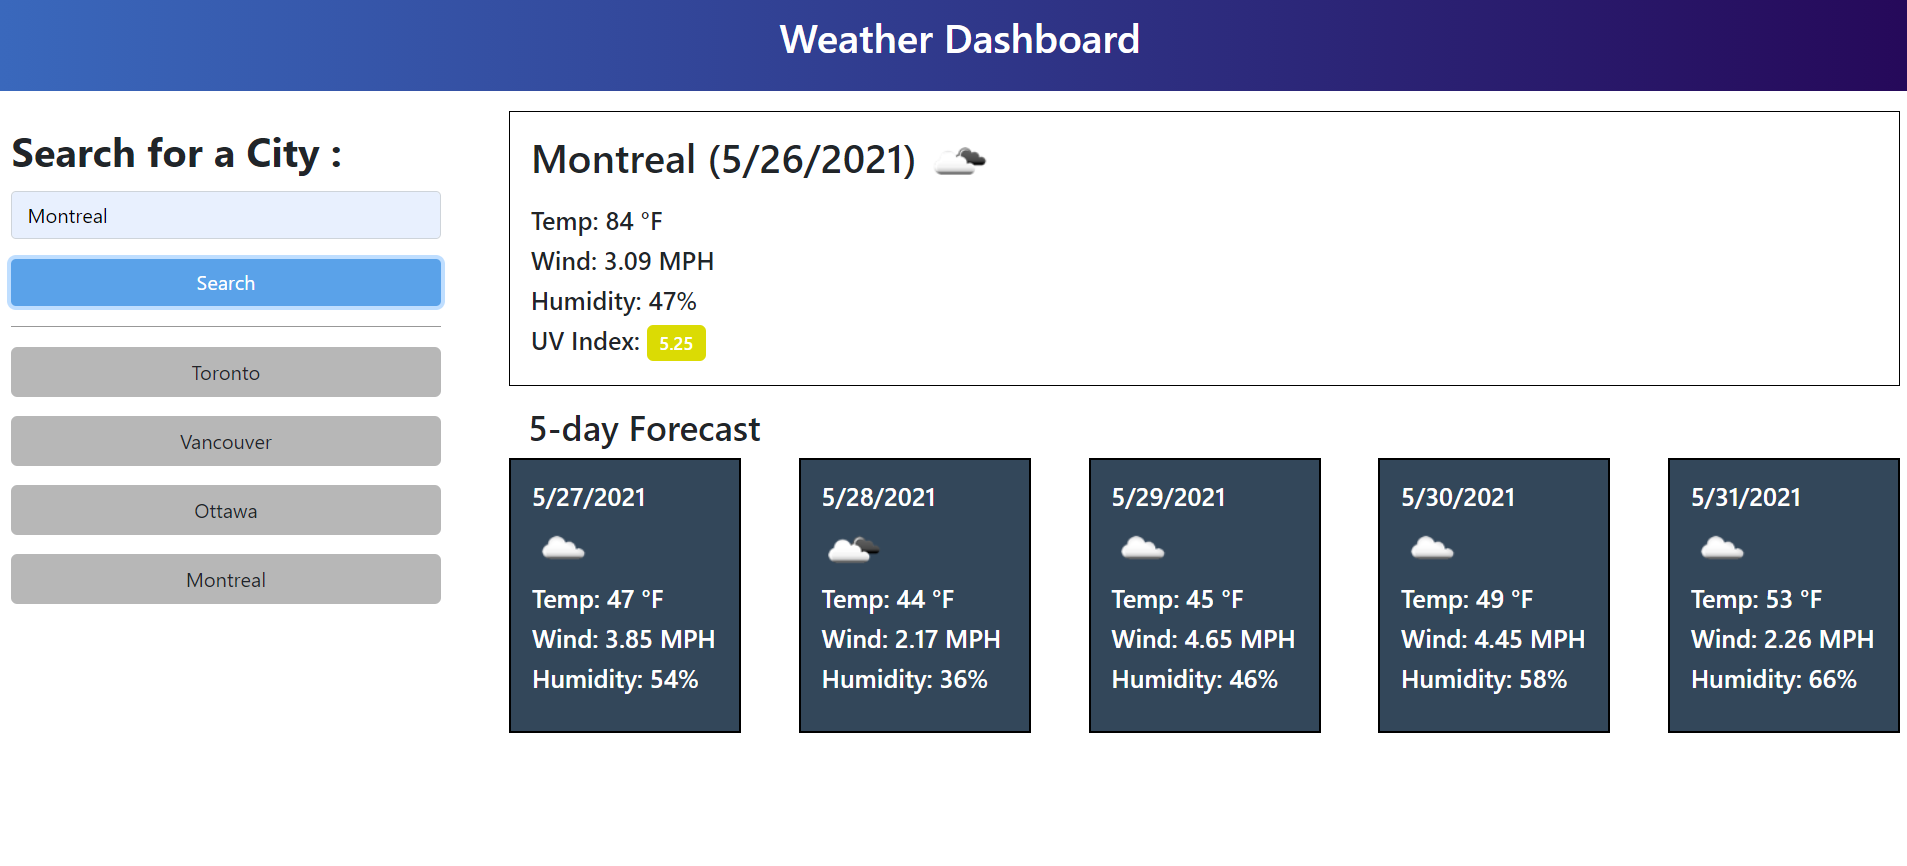 Weather Dashboard
Search for a City :
Montreal
Search
Toronto
Vancouver
Ottawa
Montreal
Montreal (5/26/2021)
Temp: 84 °F
Wind: 3.09 MPH
Humidity: 47%
UV Index: 5.25
5-day Forecast
5/27/2021
Temp: 47 °F
Wind: 3.85 MPH
Humidity: 54%
5/28/2021
Temp: 44 °F
Wind: 2.17 MPH
Humidity: 36%
5/29/2021
Temp: 45 °F
Wind: 4.65 MPH
Humidity: 46%
5/30/2021
Temp: 49 °F
Wind: 4.45 MPH
Humidity: 58%
5/31/2021
Temp: 53 °F
Wind: 2.26 MPH
Humidity: 66%